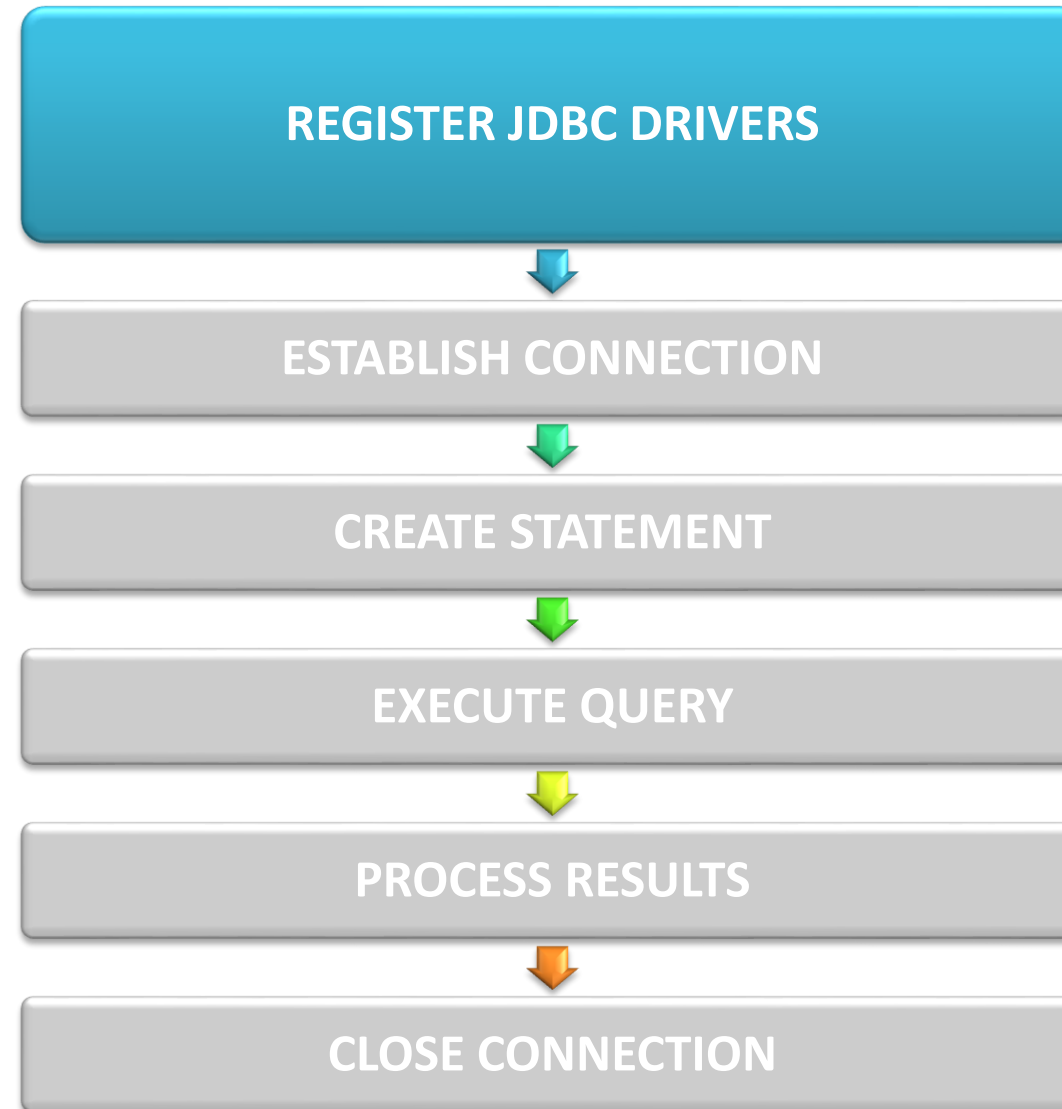 REGISTER JDBC DRIVERS
ESTABLISH CONNECTION
CREATE STATEMENT
EXECUTE QUERY
PROCESS RESULTS
CLOSE CONNECTION